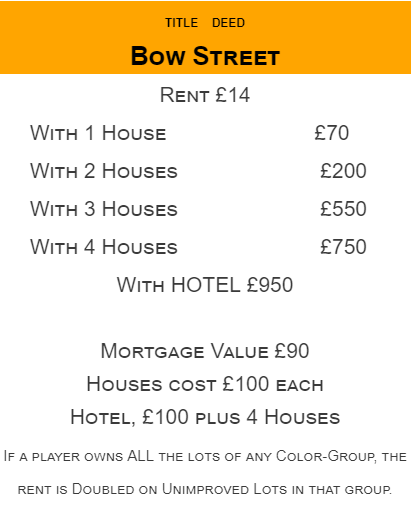 TITLE DEED
Bow Street
Rent £14
With 1 House £70
With 2 Houses £200
With 3 Houses £550
With 4 Houses £750
With HOTEL £950
Mortgage Value £90
Houses cost £100 each
Hotel, £100 plus 4 Houses
If a player owns ALL the lots of any Color-Group, the
rent is Doubled on Unimproved Lots in that group.